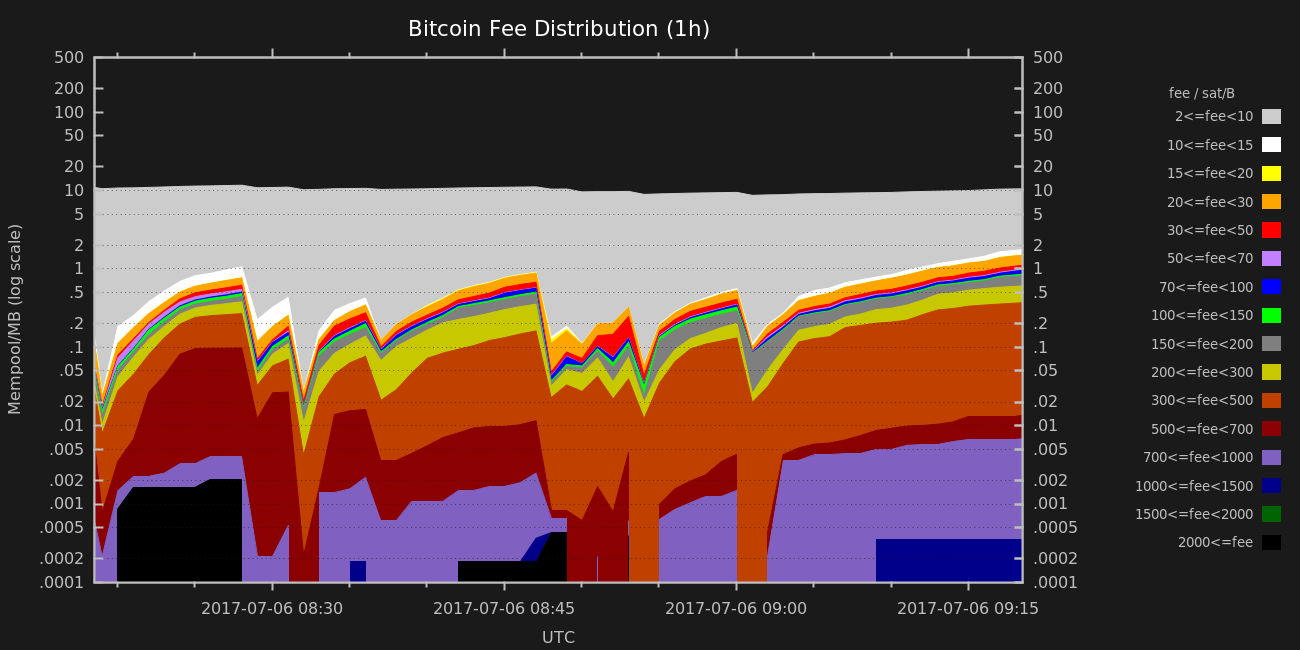 Bitcoin Fee Distribution (1h)
500
200
100
50
20
10
5
2
1
.5
.2
.1
.05
.02
.01
.005
.002
.001
.0005
.0002
.0001
Mempool/MB (log scale)
500
200
100
50
20
10
5
2
1
.5
.2
.1
.05
.02
.01
.005
.002
.001
.0005
.0002
.0001
2017-07-06 08:30 2017-07-06 08:45 2017-07-06 09:00 2017-07-06 09:15
UTC
fee / sat/B
2<=fee<10
10<=fee<15
15<=fee<20
20<=fee<30
30<=fee<50
50<=fee<70
70<=fee<100
100<=fee<150
150<=fee<200
200<=fee<300
300<=fee<500
500<=fee<700
700<=fee<1000
1000<=fee<1500
1500<=fee<2000
2000<=fee